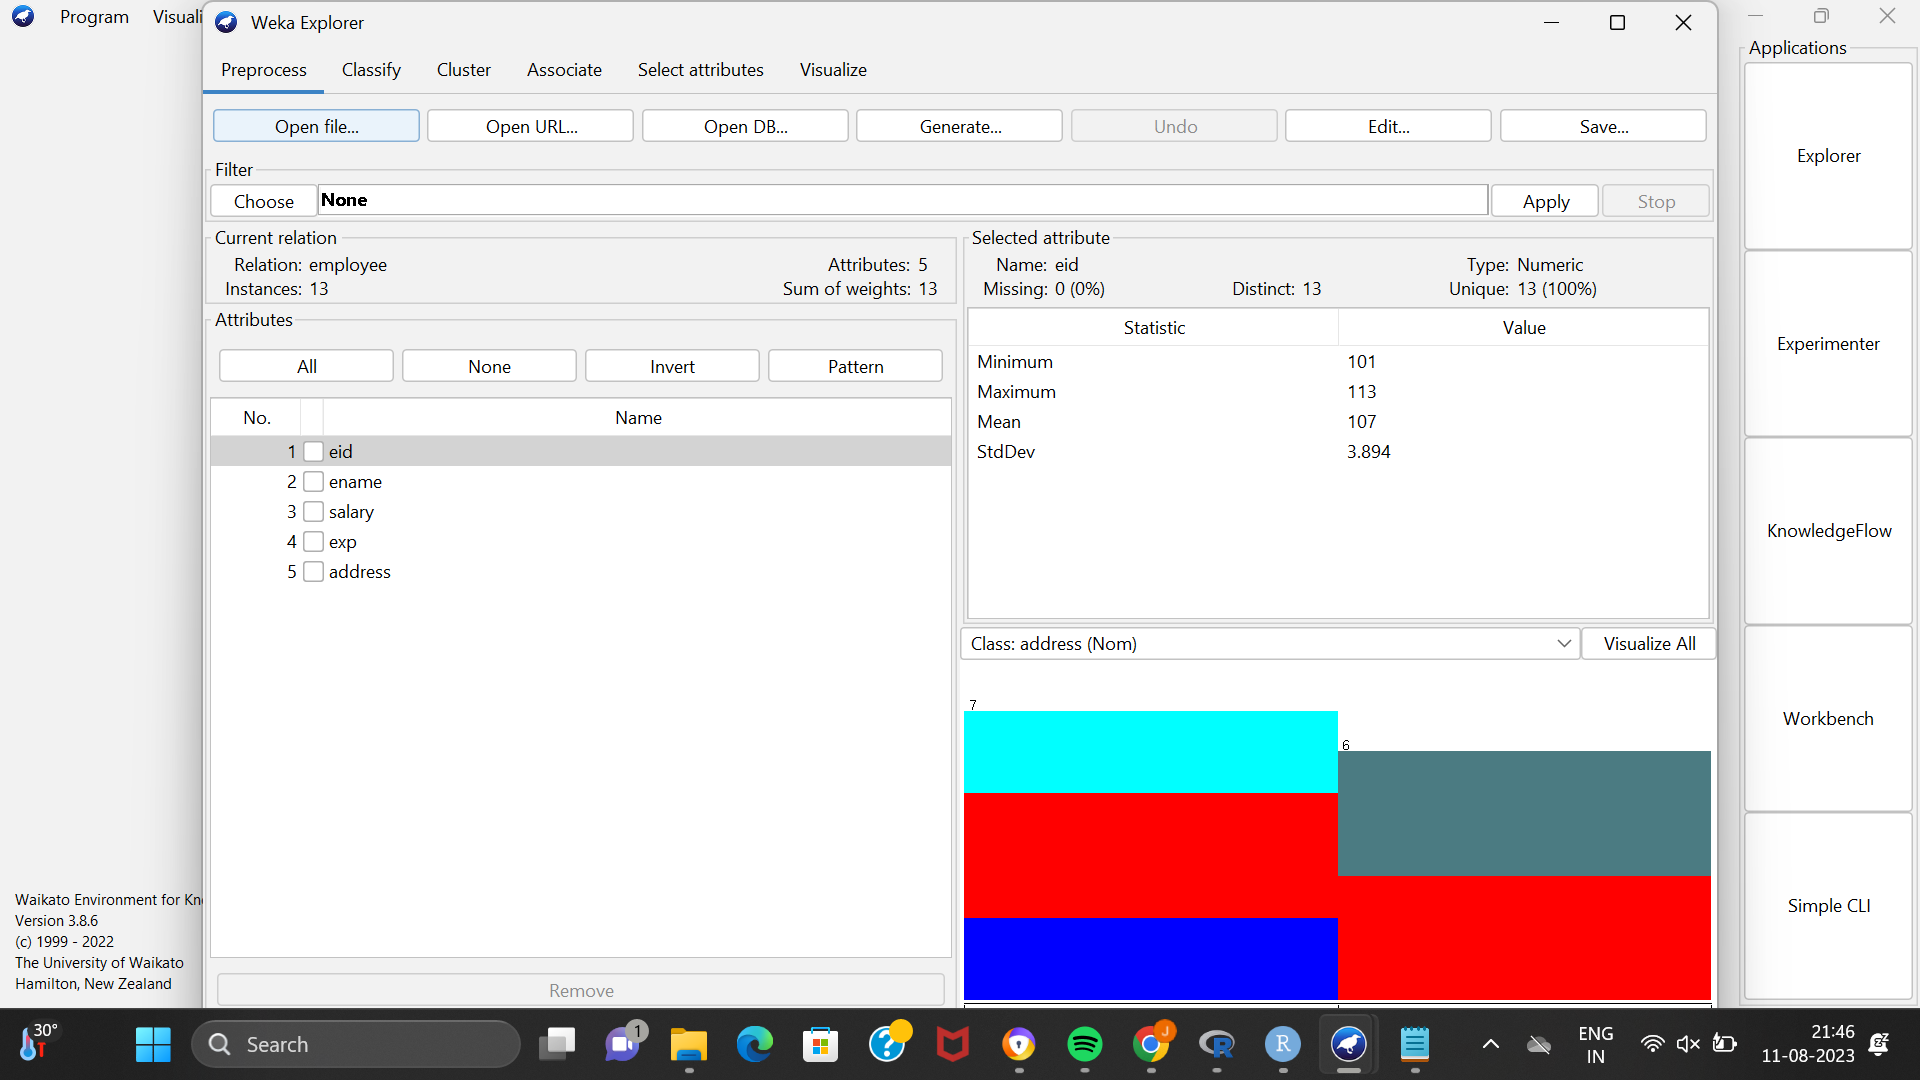 Program Visuali
Weka Explorer
Applications
Preprocess Classify Cluster Associate Select attributes Visualize
Open file... Open URL... Open DB... Generate... Undo Edit... Save...
Filter
Choose None Apply Stop
Current relation
Relation: employee Attributes: 5
Instances: 13 Sum of weights: 13
Attributes
All None Invert Pattern
No. Name
1 eid
2 ename
3 salary
4 exp
5 address
Remove
Selected attribute
Name: eid Type: Numeric
Missing: 0 (0%) Distinct: 13 Unique: 13 (100%)
Statistic Value
Minimum 101
Maximum 113
Mean 107
StdDev 3.894
Class: address (Nom) Visualize All
7
6
Explorer
Experimenter
KnowledgeFlow
Workbench
Simple CLI
Waikato Environment for Kn
Version 3.8.6
(c) 1999 - 2022
The University of Waikato
Hamilton, New Zealand
30°
Search
1
J
R
R
ENG
IN
21:46
11-08-2023